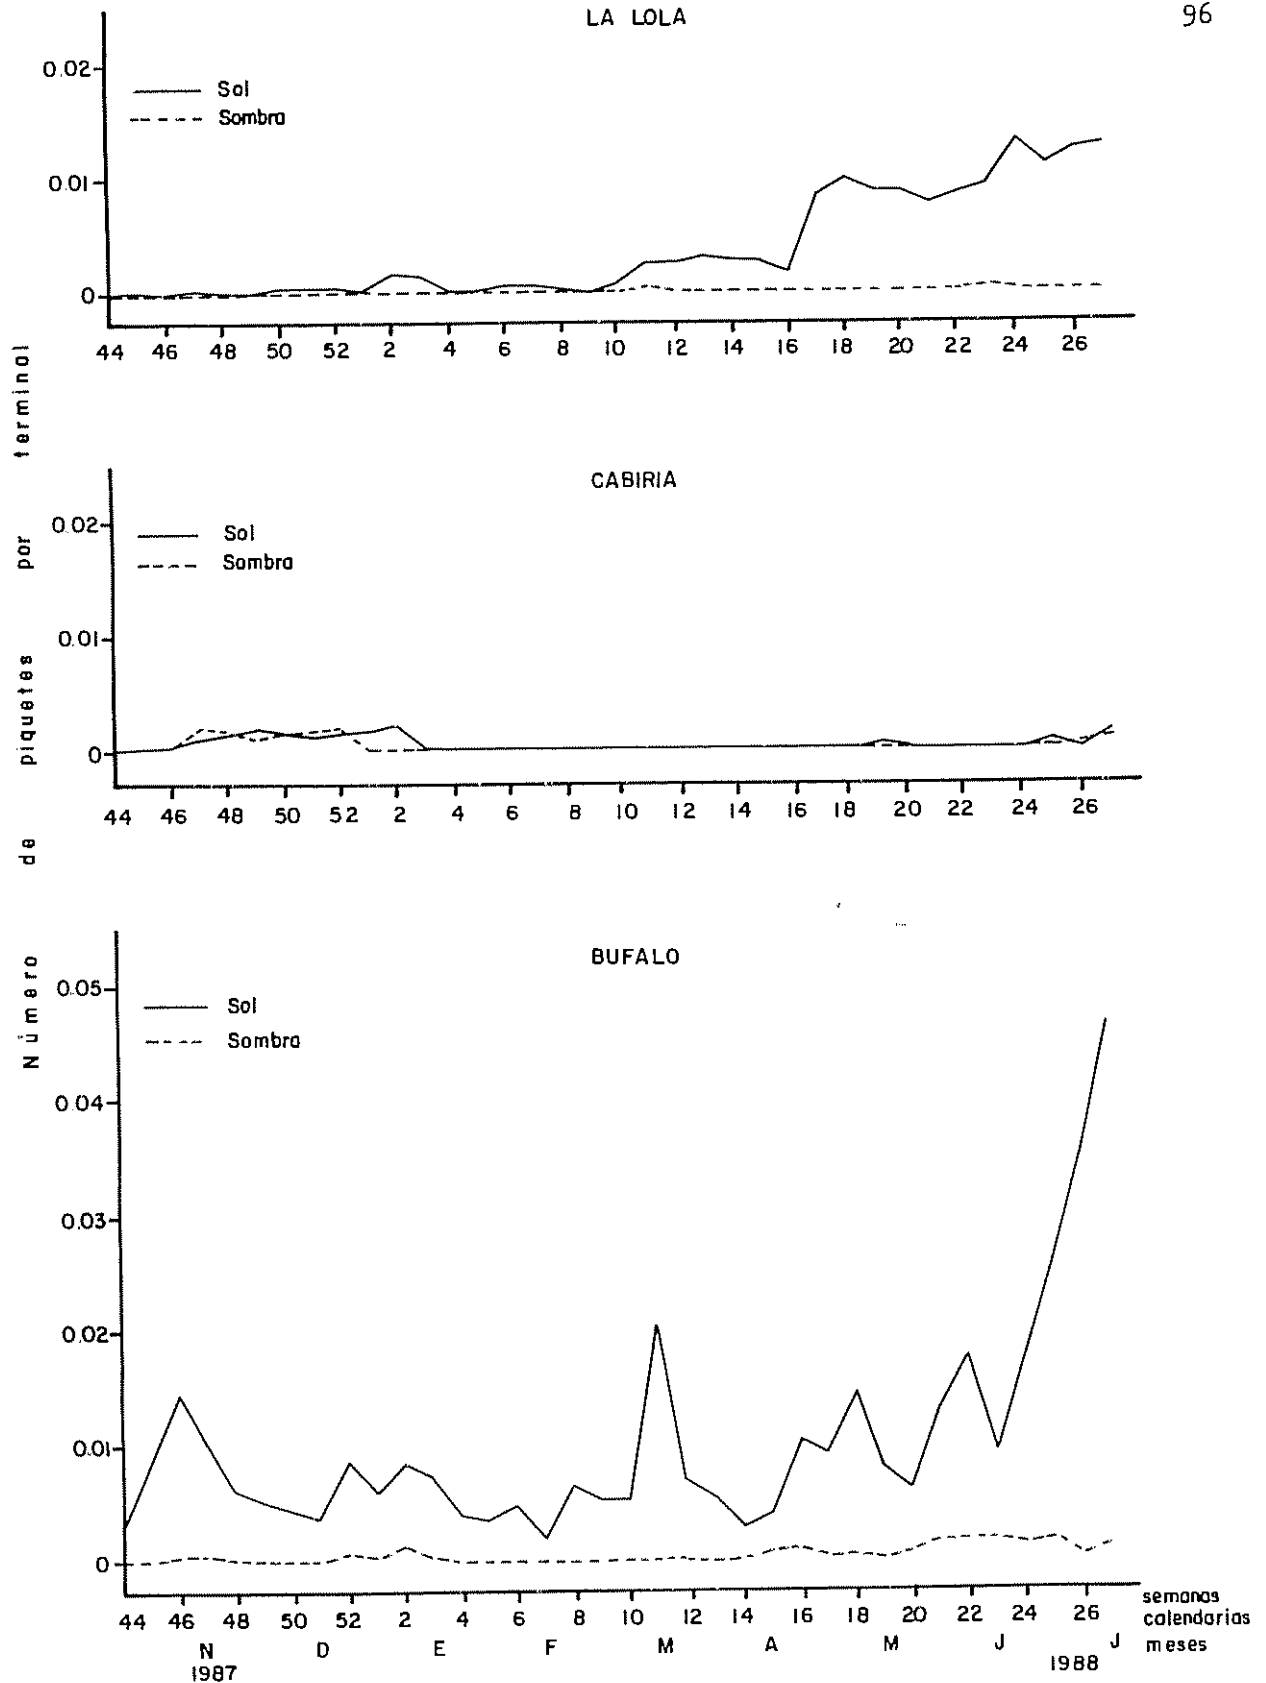 96
LA LOLA
0.02
Sol
Sombra
0.01
0
44 46 48 50 52 2 4 6 8 10 12 14 16 18 20 22 24 26
Número de piquetes por terminal
CABIRIA
0.02
Sol
Sombra
0.01
0
44 46 48 50 52 2 4 6 8 10 12 14 16 18 20 22 24 26
BUFALO
0.05
Sol
Sombra
0.04
0.03
0.02
0.01
0
44 46 48 50 52 2 4 6 8 10 12 14 16 18 20 22 24 26
semanas
calendarias
N D E F M A M J J meses
1987 1988